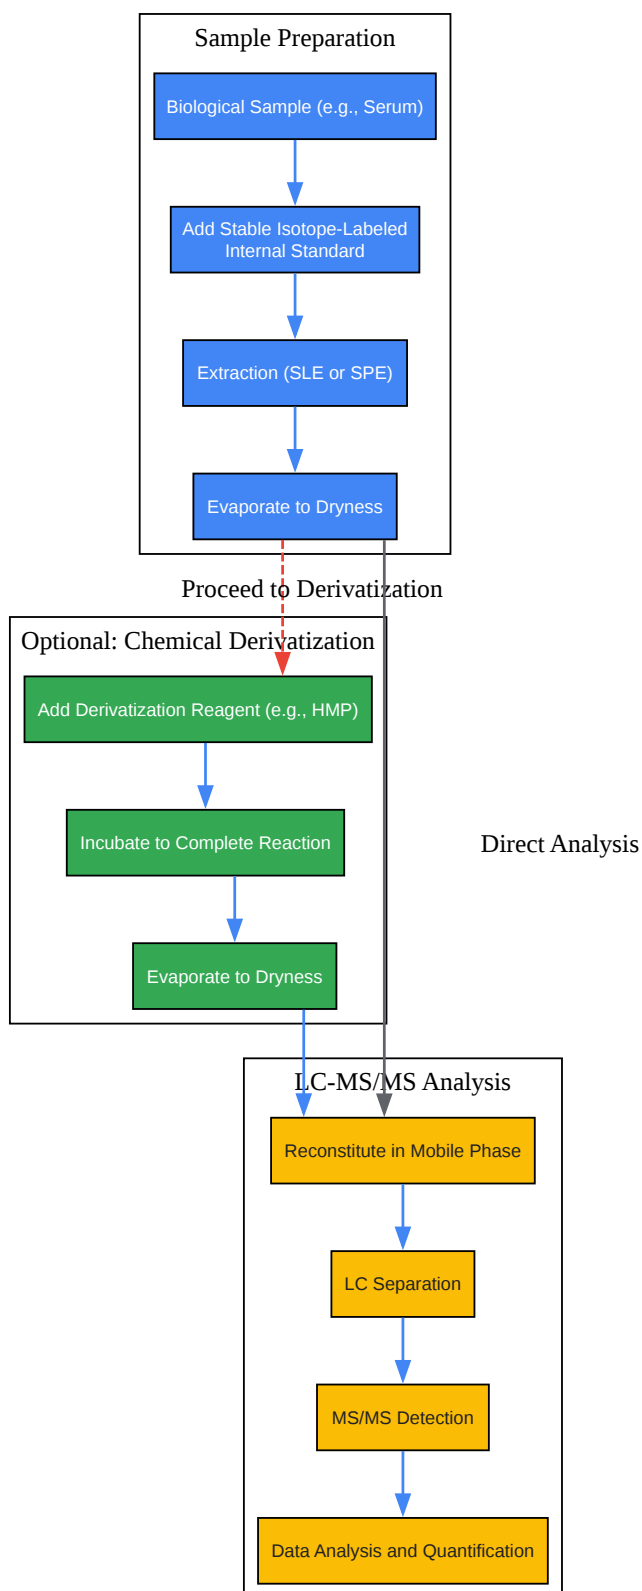 Sample Preparation
Biological Sample (e.g., Serum)
Add Stable Isotope-Labeled
Internal Standard
Extraction (SLE or SPE)
Evaporate to Dryness
Proceed to Derivatization
Optional: Chemical Derivatization
Add Derivatization Reagent (e.g., HMP)
Incubate to Complete Reaction
Direct Analysis
Evaporate to Dryness
LC-MS/MS Analysis
Reconstitute in Mobile Phase
LC Separation
MS/MS Detection
Data Analysis and Quantification